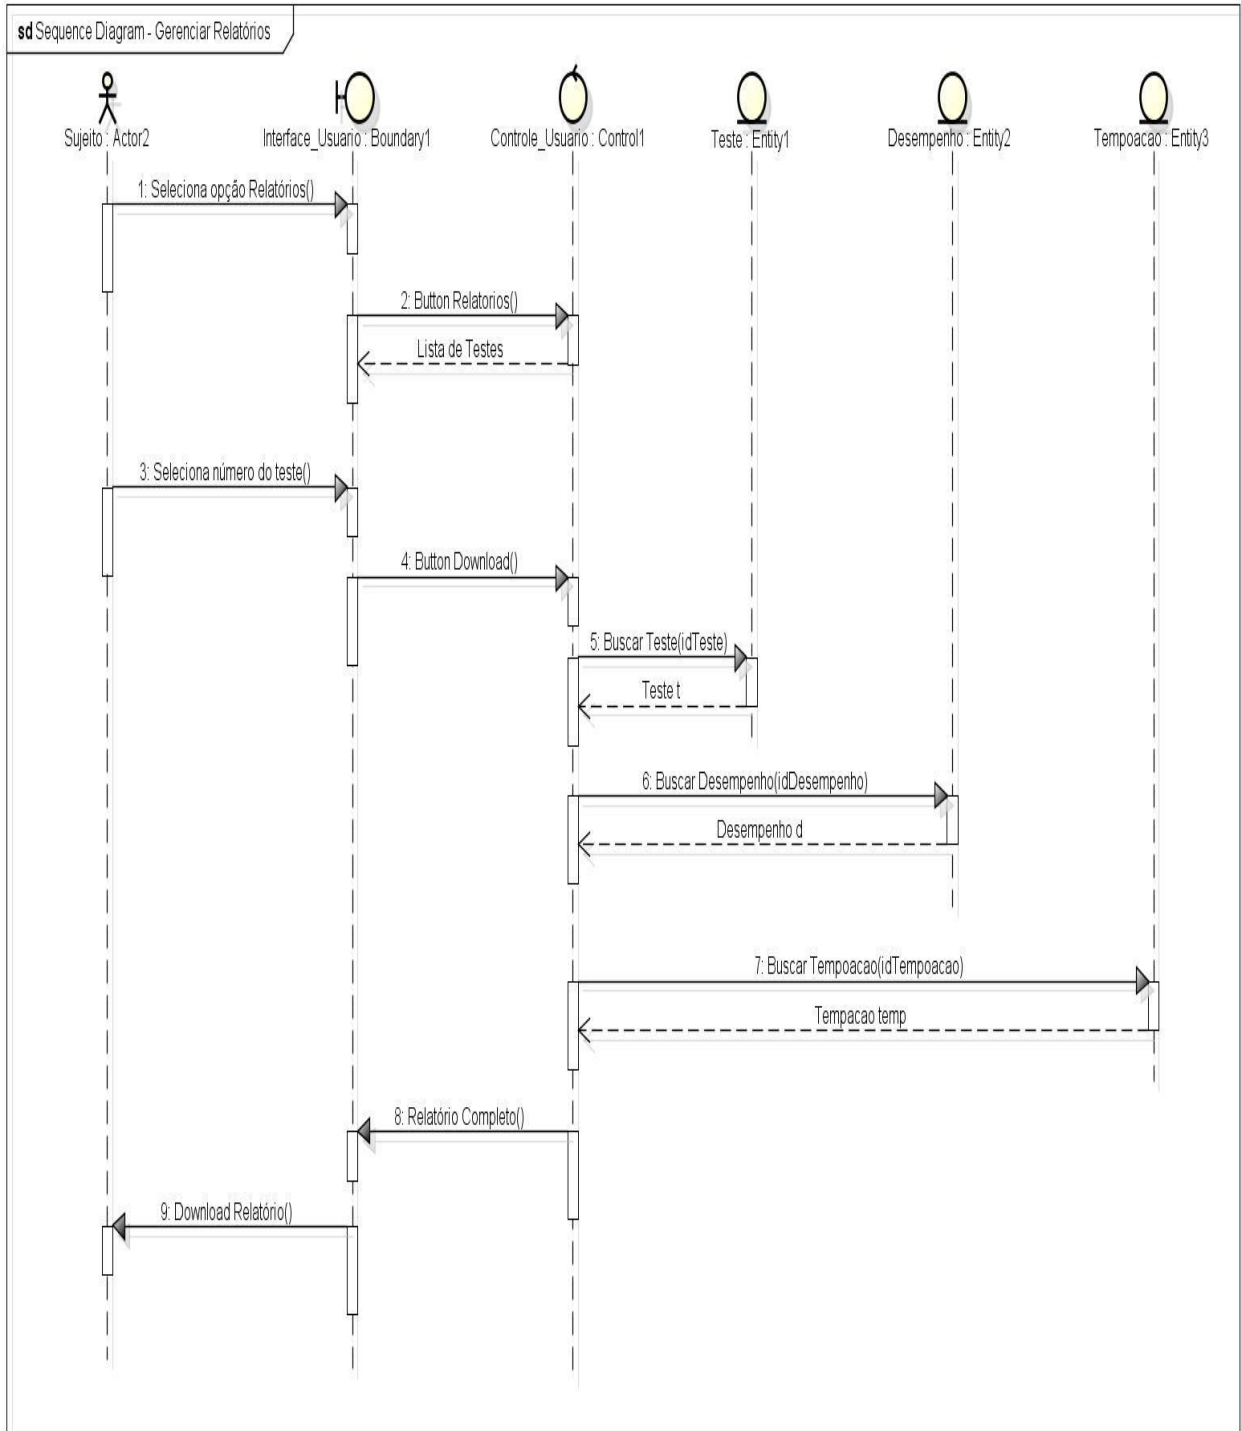 sd Sequence Diagram - Gerenciar Relatórios
Sujeito : Actor2
Interface_Usuario : Boundary1
Controle_Usuario : Control1
Teste : Entity1
Desempenho : Entity2
Tempoacao : Entity3
1: Seleciona opção Relatórios()
2: Button Relatorios()
Lista de Testes
3: Seleciona número do teste()
4: Button Download()
5: Buscar Teste(idTeste)
Teste t
6: Buscar Desempenho(idDesempenho)
Desempenho d
7: Buscar Tempoacao(idTempoacao)
Tempacao temp
8: Relatório Completo()
9: Download Relatório()